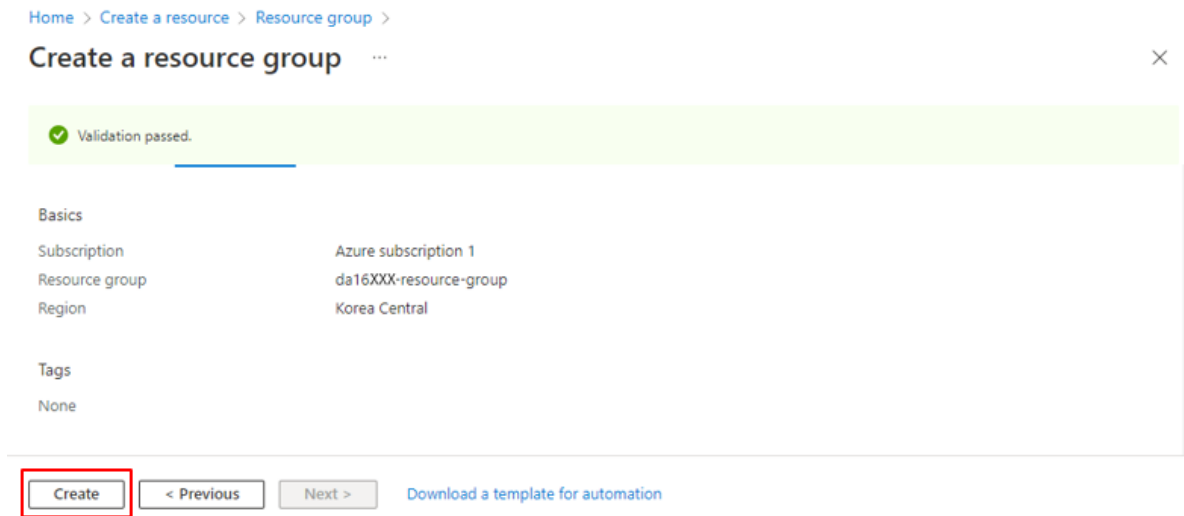 Home > Create a resource > Resource group >
Create a resource group ...
Validation passed.
Basics
Subscription Azure subscription 1
Resource group da16XXX-resource-group
Region Korea Central
Tags
None
Create < Previous Next > Download a template for automation